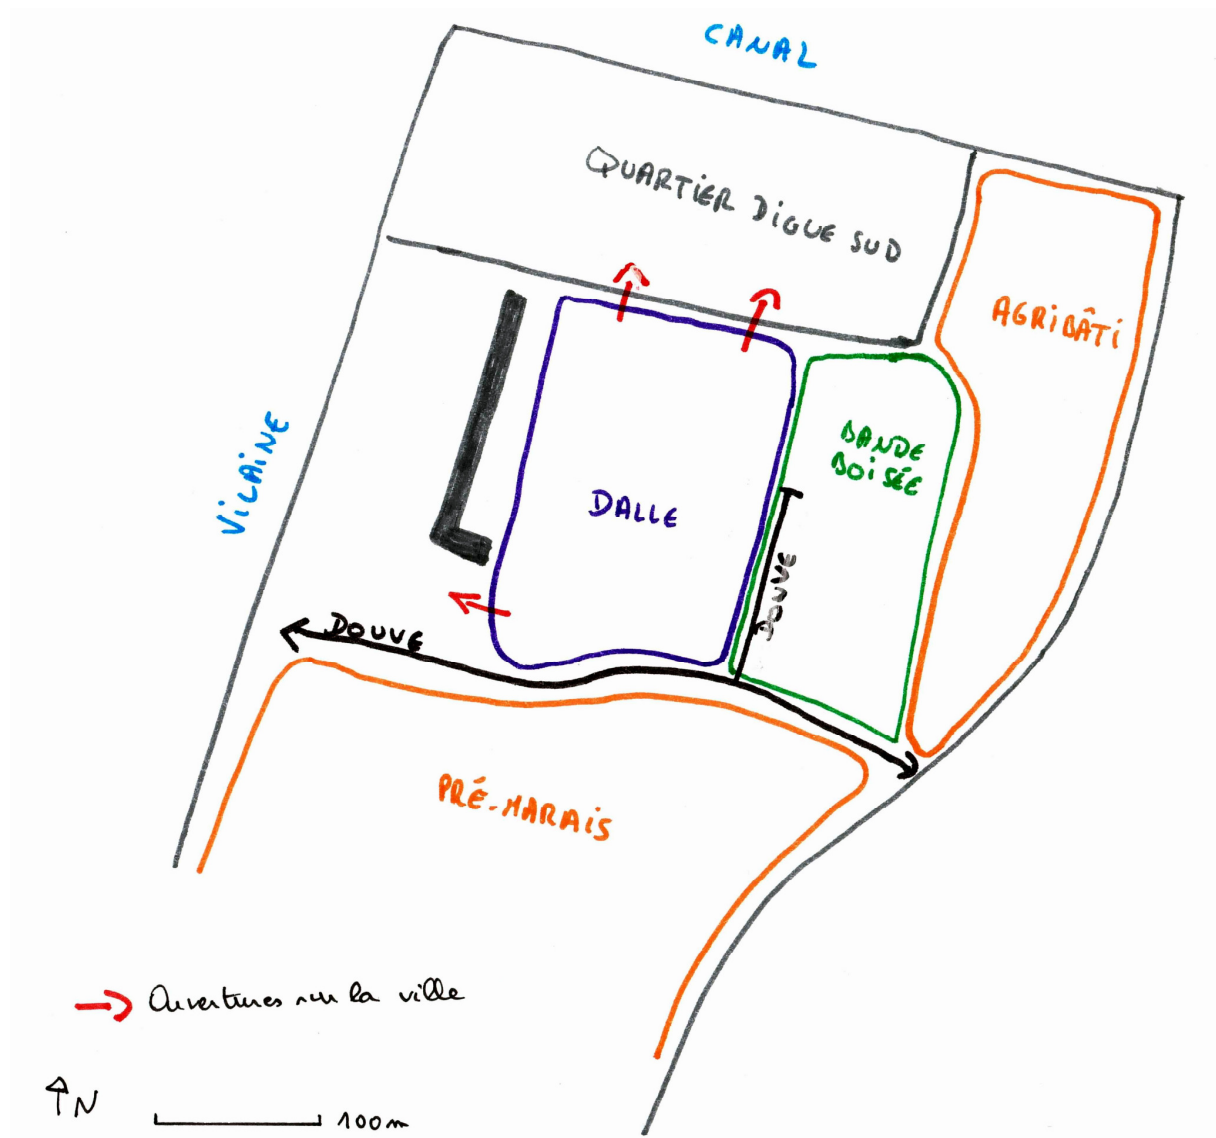 CANAL
QUARTIER DIGUE SUD
AGRIBÂTI
BANDE
BOISÉE
VILAINE
DALLE
DOUVE
DOUVE
PRÉ-MARAIS
Ouvertures sur la ville
N
100m